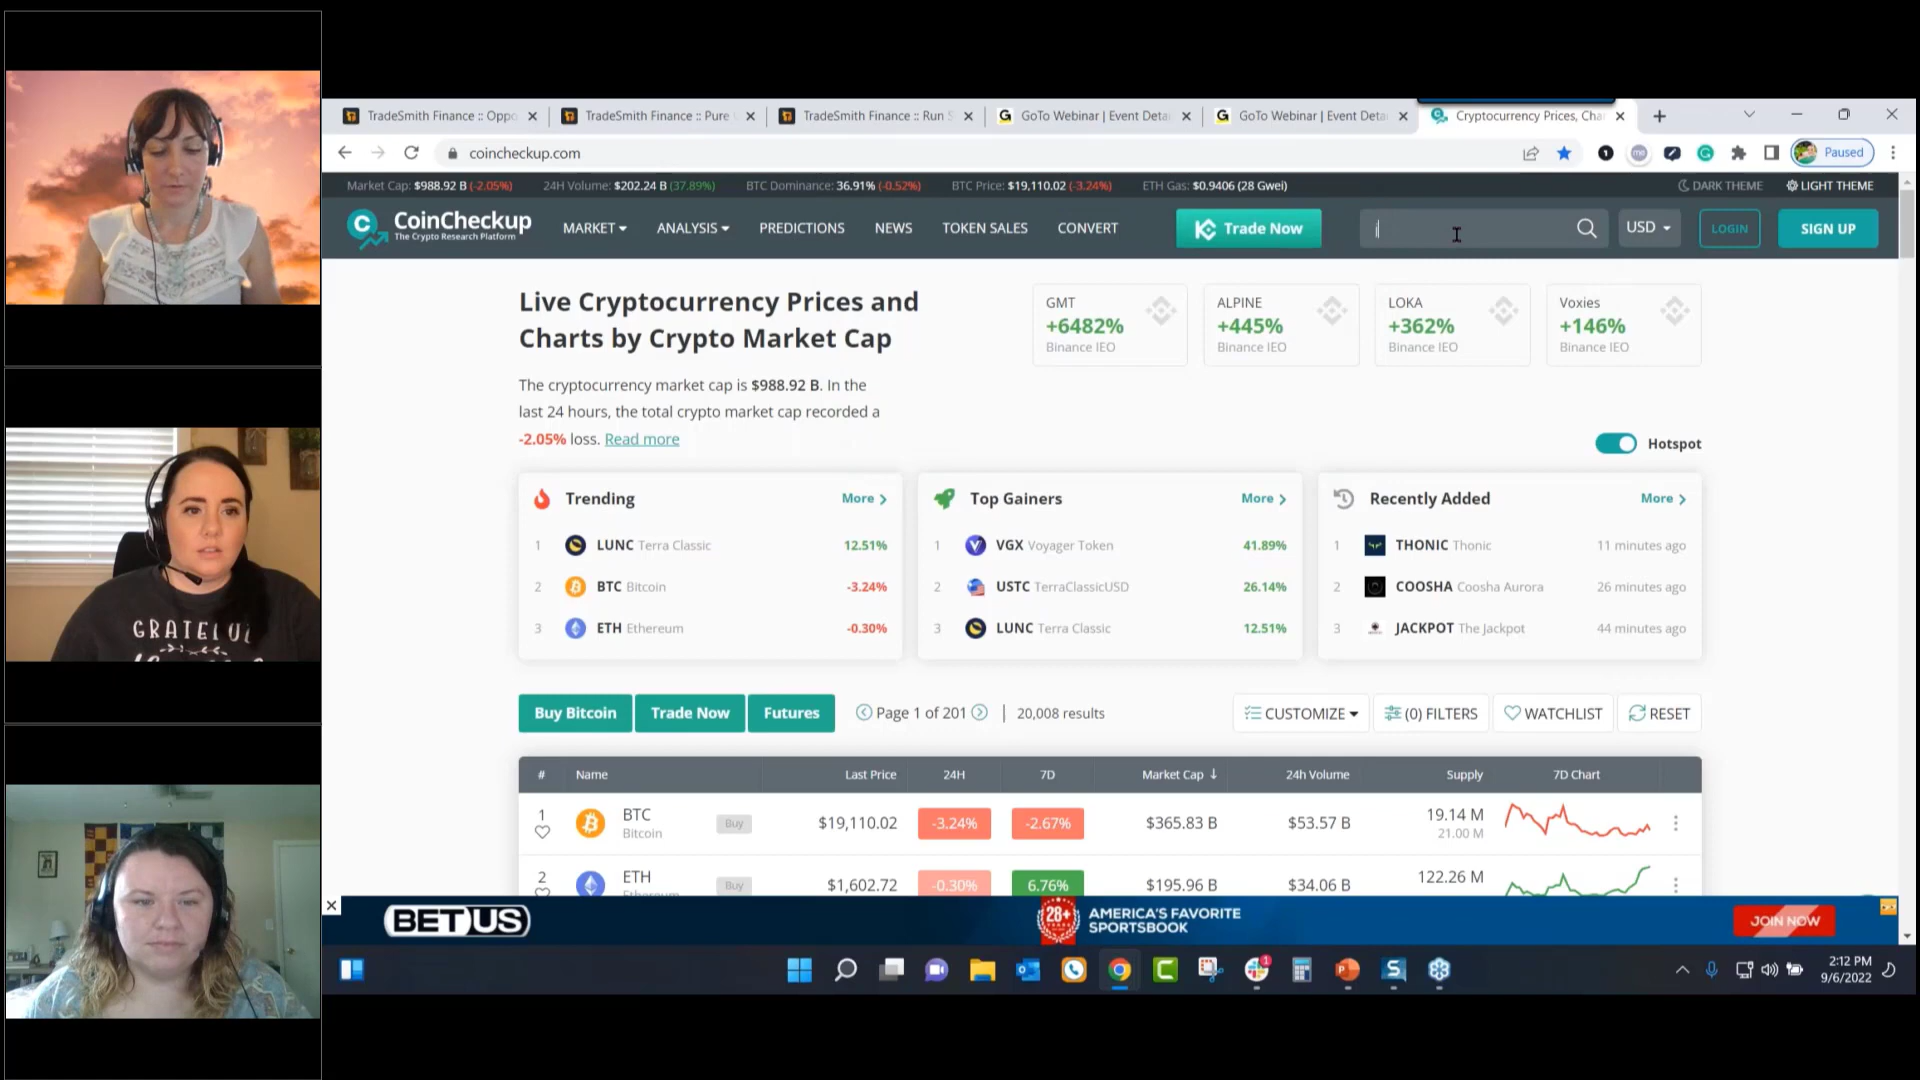 TradeSmith Finance :: Oppo
TradeSmith Finance :: Pure
TradeSmith Finance :: Run S
GoTo Webinar | Event Detai
GoTo Webinar | Event Detai
Cryptocurrency Prices, Cha
coincheckup.com
Paused
Market Cap: $988.92 B (-2.05%)
24H Volume: $202.24 B (37.89%)
BTC Dominance: 36.91% (-0.52%)
BTC Price: $19,110.02 (-3.24%)
ETH Gas: $0.9406 (28 Gwei)
DARK THEME
LIGHT THEME
CoinCheckup
The Crypto Research Platform
MARKET
ANALYSIS
PREDICTIONS
NEWS
TOKEN SALES
CONVERT
Trade Now
USD
LOGIN
SIGN UP
Live Cryptocurrency Prices and
Charts by Crypto Market Cap
The cryptocurrency market cap is $988.92 B. In the
last 24 hours, the total crypto market cap recorded a
-2.05% loss. Read more
GMT
+6482%
Binance IEO
ALPINE
+445%
Binance IEO
LOKA
+362%
Binance IEO
Voxies
+146%
Binance IEO
Hotspot
Trending
More >
1 LUNC Terra Classic 12.51%
2 BTC Bitcoin -3.24%
3 ETH Ethereum -0.30%
Top Gainers
More >
1 VGX Voyager Token 41.89%
2 USTC TerraClassicUSD 26.14%
3 LUNC Terra Classic 12.51%
Recently Added
More >
1 THONIC Thonic 11 minutes ago
2 COOSHA Coosha Aurora 26 minutes ago
3 JACKPOT The Jackpot 44 minutes ago
Buy Bitcoin
Trade Now
Futures
Page 1 of 201
20,008 results
CUSTOMIZE
(0) FILTERS
WATCHLIST
RESET
# Name Last Price 24H 7D Market Cap ↓ 24h Volume Supply 7D Chart
1 BTC Buy $19,110.02 -3.24% -2.67% $365.83 B $53.57 B 19.14 M
Bitcoin 21.00 M
2 ETH Buy $1,602.72 -0.30% 6.76% $195.96 B $34.06 B 122.26 M
Ethereum
BETUS
28+
AMERICA'S FAVORITE
SPORTSBOOK
JOIN NOW
2:12 PM
9/6/2022
GRATEFUL